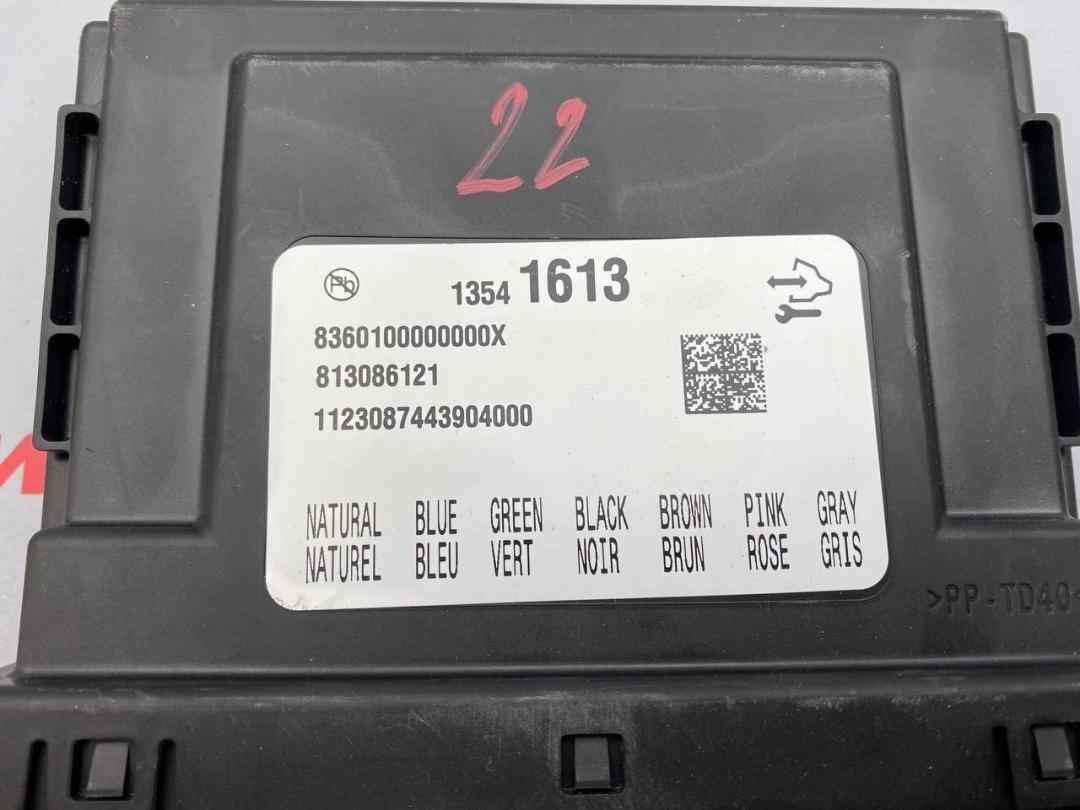 22
Pb
1354 1613
8360100000000X
813086121
1123087443904000
NATURAL BLUE GREEN BLACK BROWN PINK GRAY
NATUREL BLEU VERT NOIR BRUN ROSE GRIS
>PP-TD40<